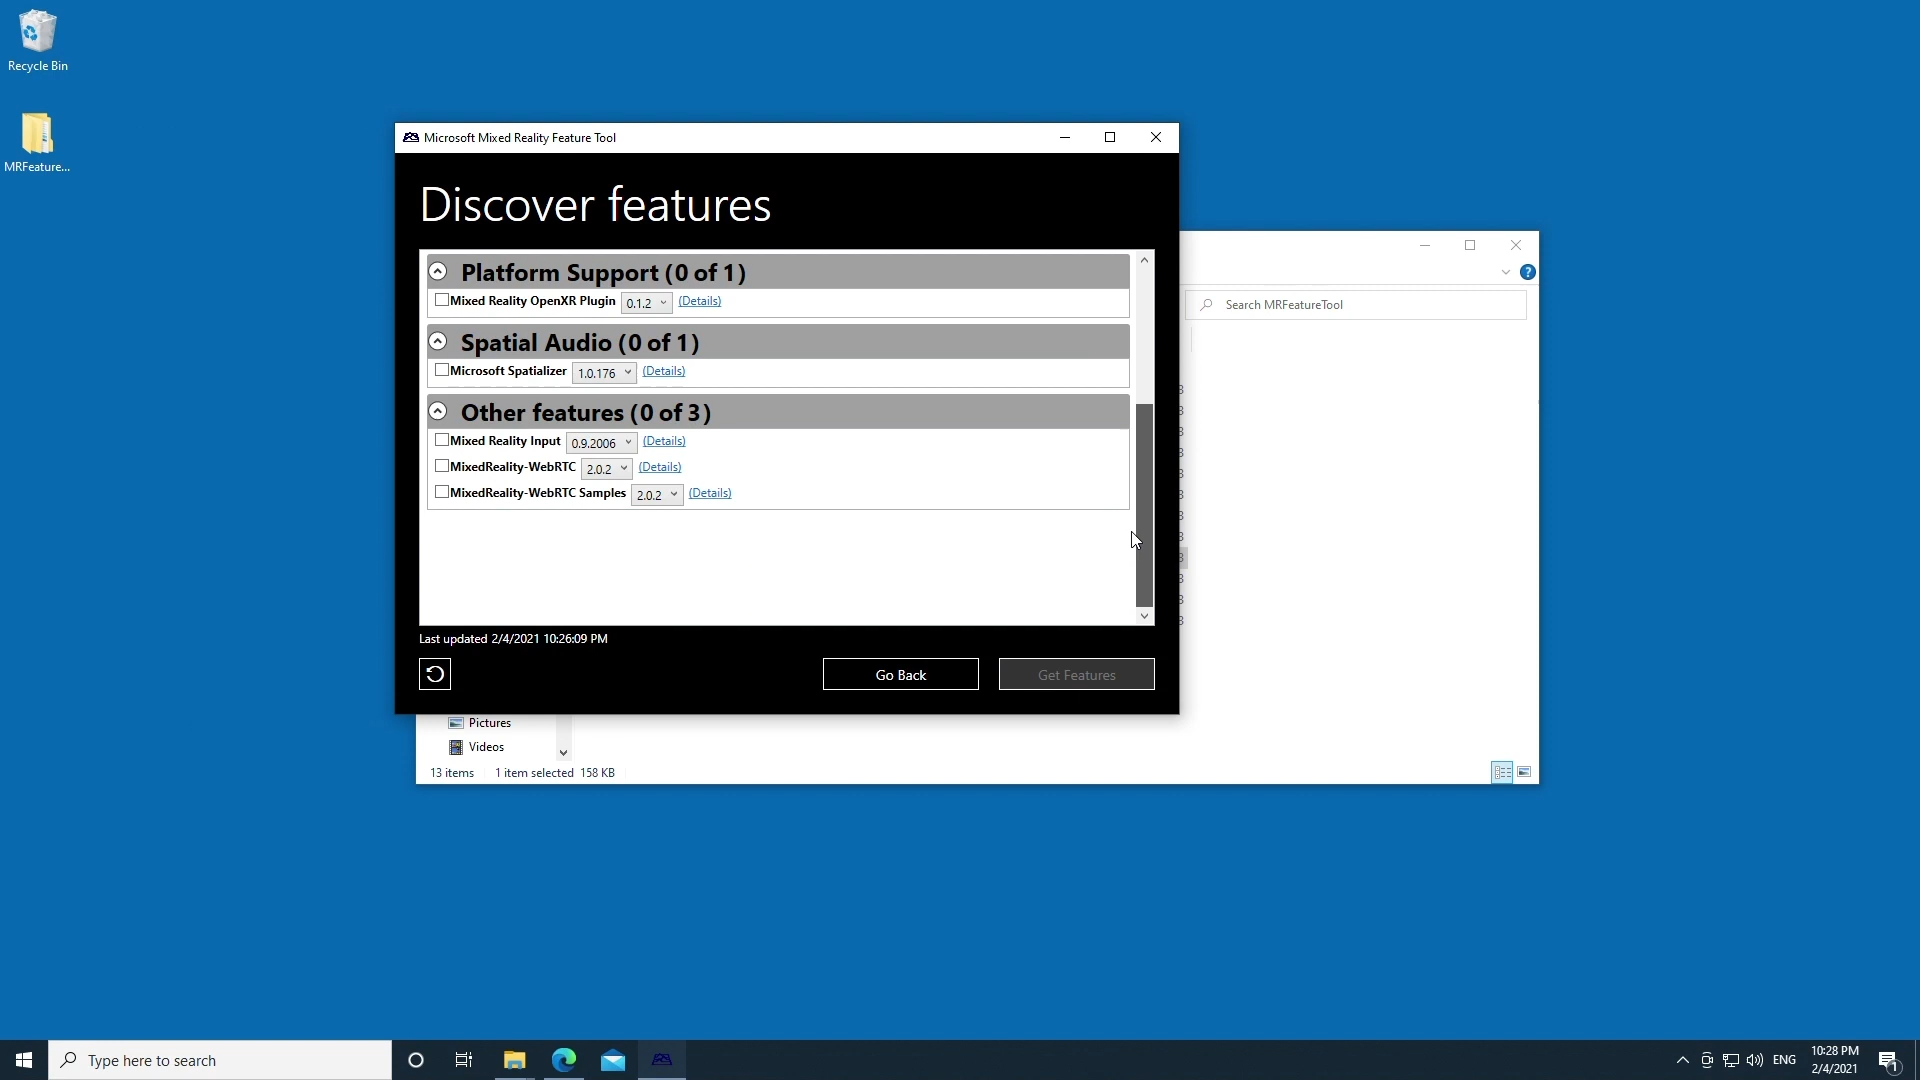 Recycle Bin
MRFeature...
Microsoft Mixed Reality Feature Tool
Discover features
Platform Support (0 of 1)
Mixed Reality OpenXR Plugin 0.1.2 (Details)
Spatial Audio (0 of 1)
Microsoft Spatializer 1.0.176 (Details)
Other features (0 of 3)
Mixed Reality Input 0.9.2006 (Details)
MixedReality-WebRTC 2.0.2 (Details)
MixedReality-WebRTC Samples 2.0.2 (Details)
Last updated 2/4/2021 10:26:09 PM
Go Back
Get Features
Search MRFeatureTool
Pictures
Videos
13 items 1 item selected 158 KB
Type here to search
ENG
10:28 PM
2/4/2021
1